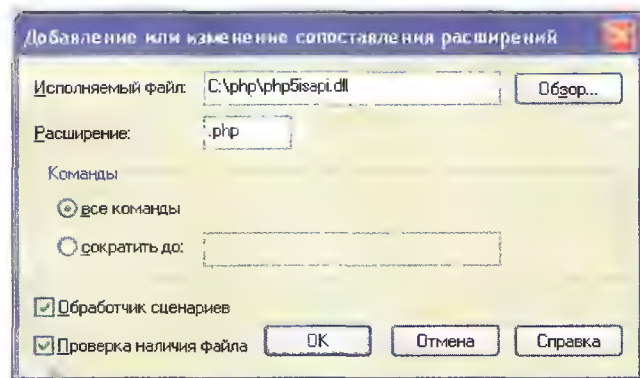 Добавление или изменение сопоставления расширений
Исполняемый файл: C:\php\php5isapi.dll Обзор...
Расширение: .php
Команды
все команды
сократить до:
Обработчик сценариев
Проверка наличия файла OK Отмена Справка